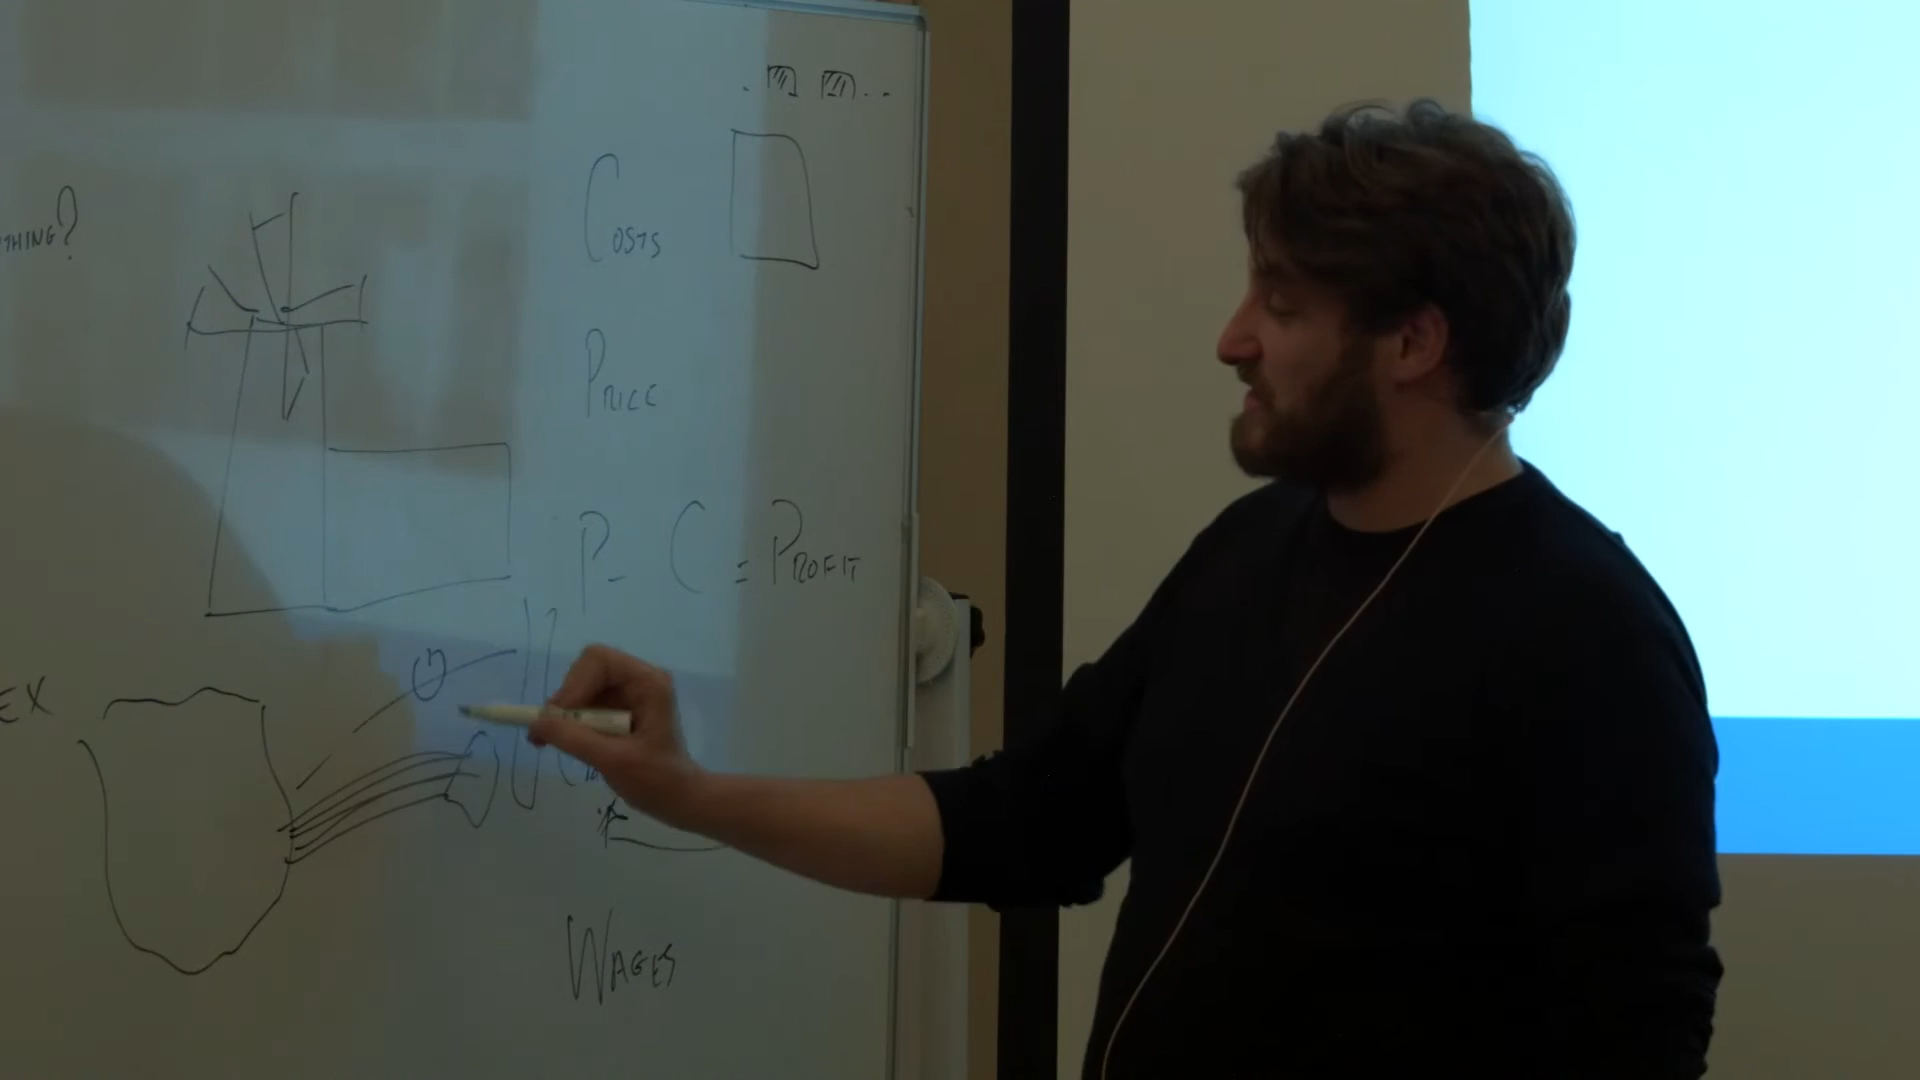 THING?
COSTS
PRICE
P - C = PROFIT
EX
WAGES